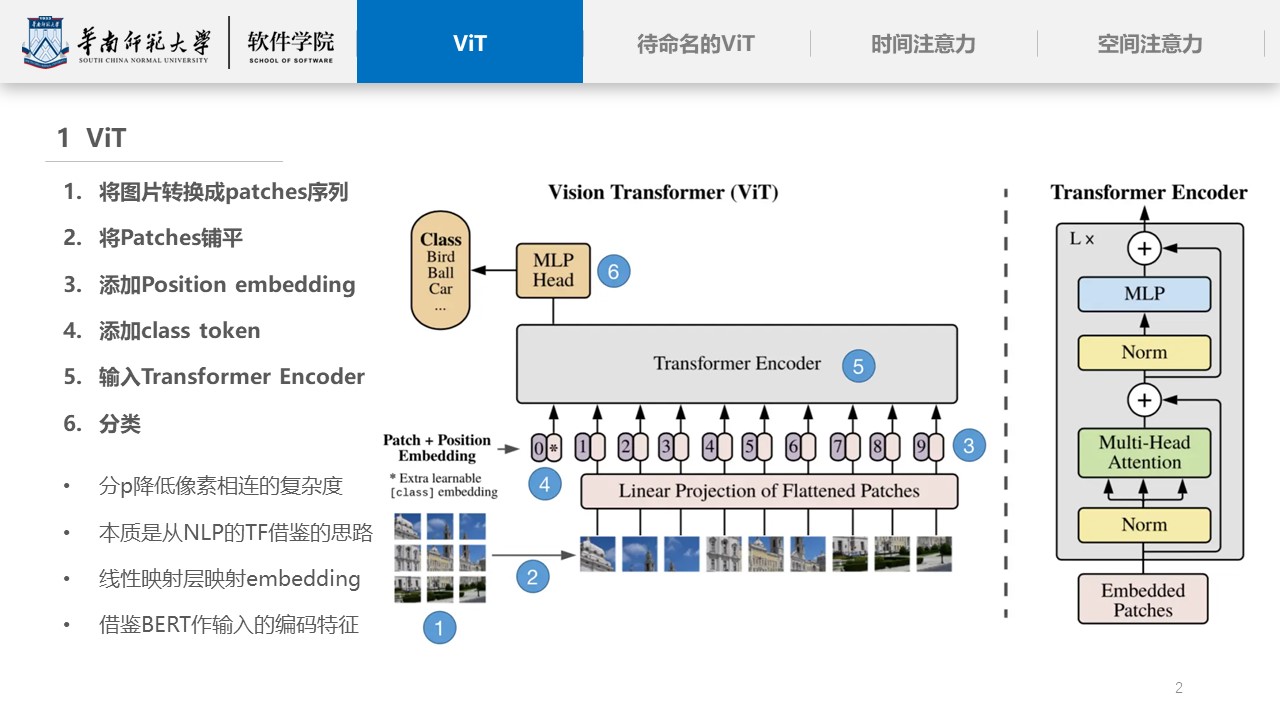 华南师范大学
SOUTH CHINA NORMAL UNIVERSITY
软件学院
SCHOOL OF SOFTWARE
ViT
待命名的ViT
时间注意力
空间注意力
1 ViT
1. 将图片转换成patches序列
2. 将Patches铺平
3. 添加Position embedding
4. 添加class token
5. 输入Transformer Encoder
6. 分类
• 分p降低像素相连的复杂度
• 本质是从NLP的TF借鉴的思路
• 线性映射层映射embedding
• 借鉴BERT作输入的编码特征
Vision Transformer (ViT)
Class
Bird
Ball
Car
...
MLP
Head
6
Transformer Encoder
5
Patch + Position
Embedding
0 * 1 2 3 4 5 6 7 8 9
3
* Extra learnable
[class] embedding
4
Linear Projection of Flattened Patches
2
1
Transformer Encoder
L ×
+
MLP
Norm
+
Multi-Head
Attention
Norm
Embedded
Patches
2